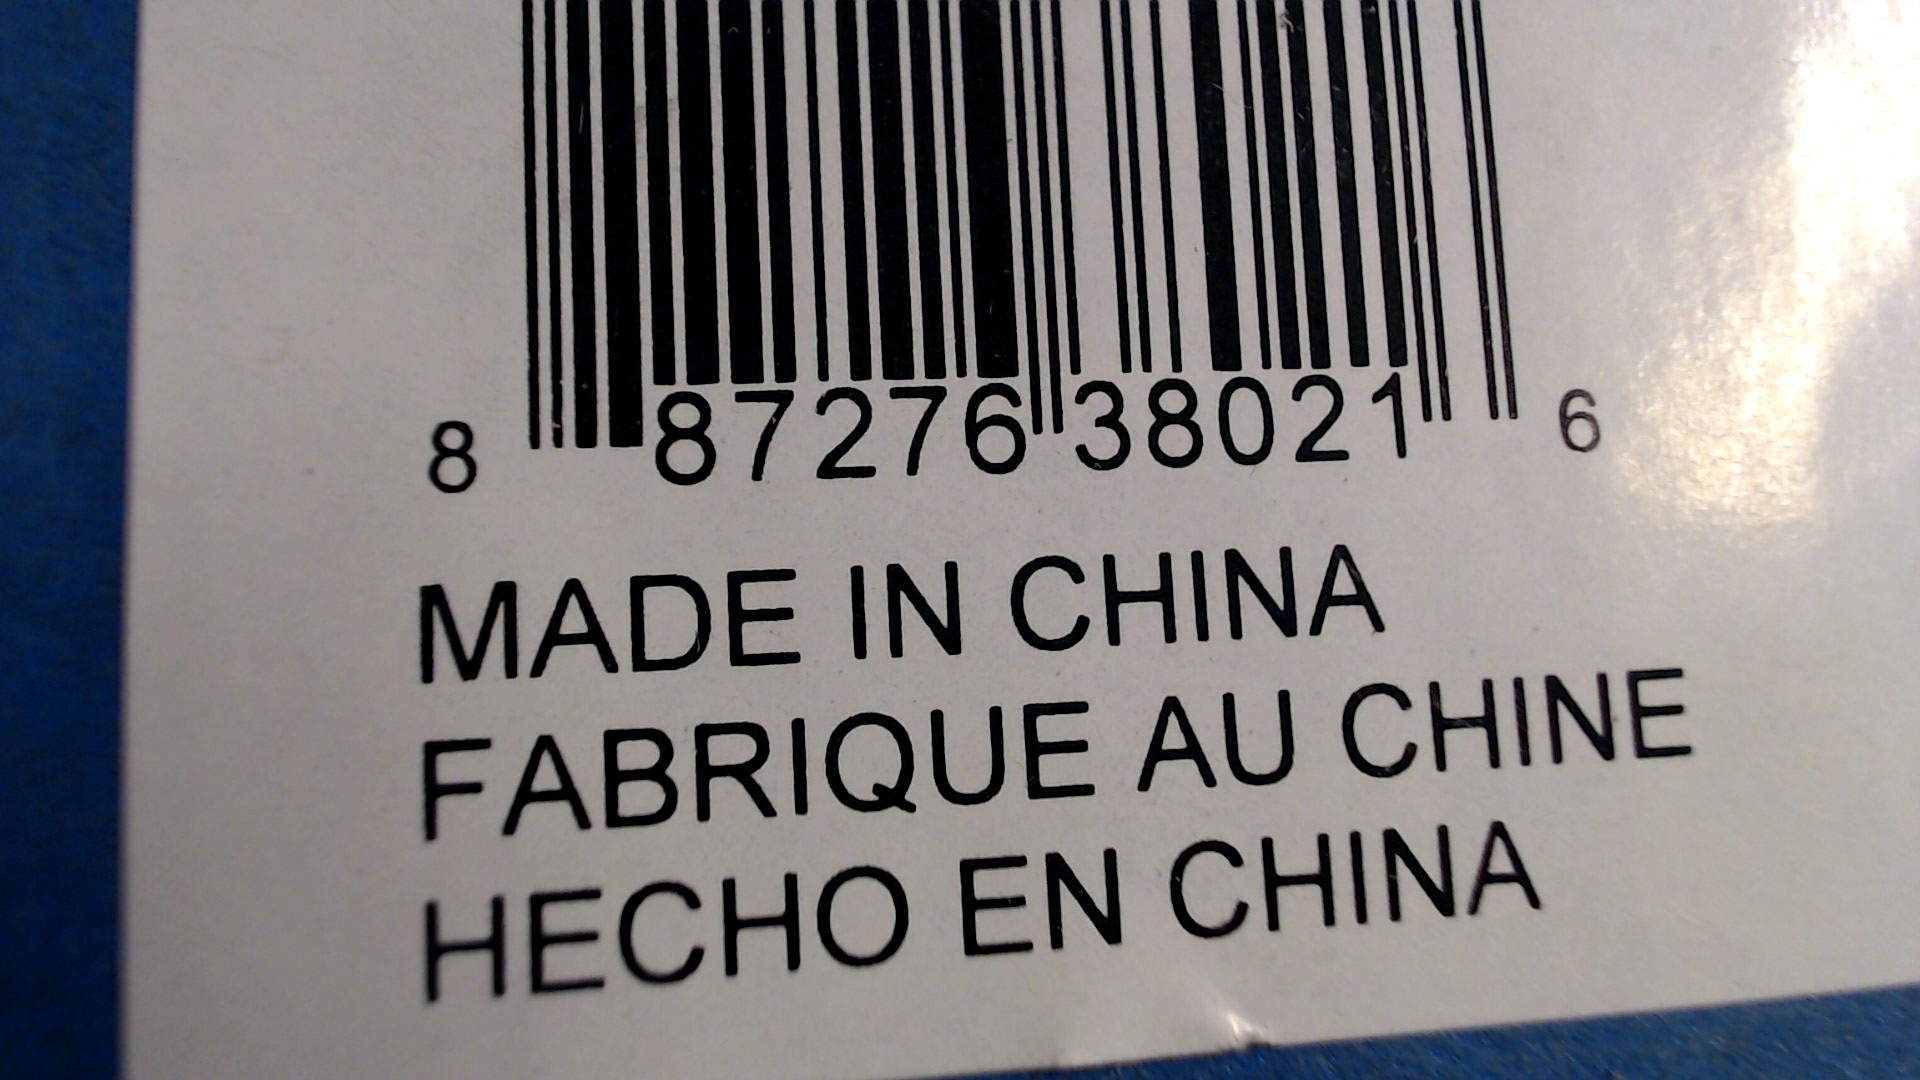 8 87276 38021 6
MADE IN CHINA
FABRIQUE AU CHINE
HECHO EN CHINA